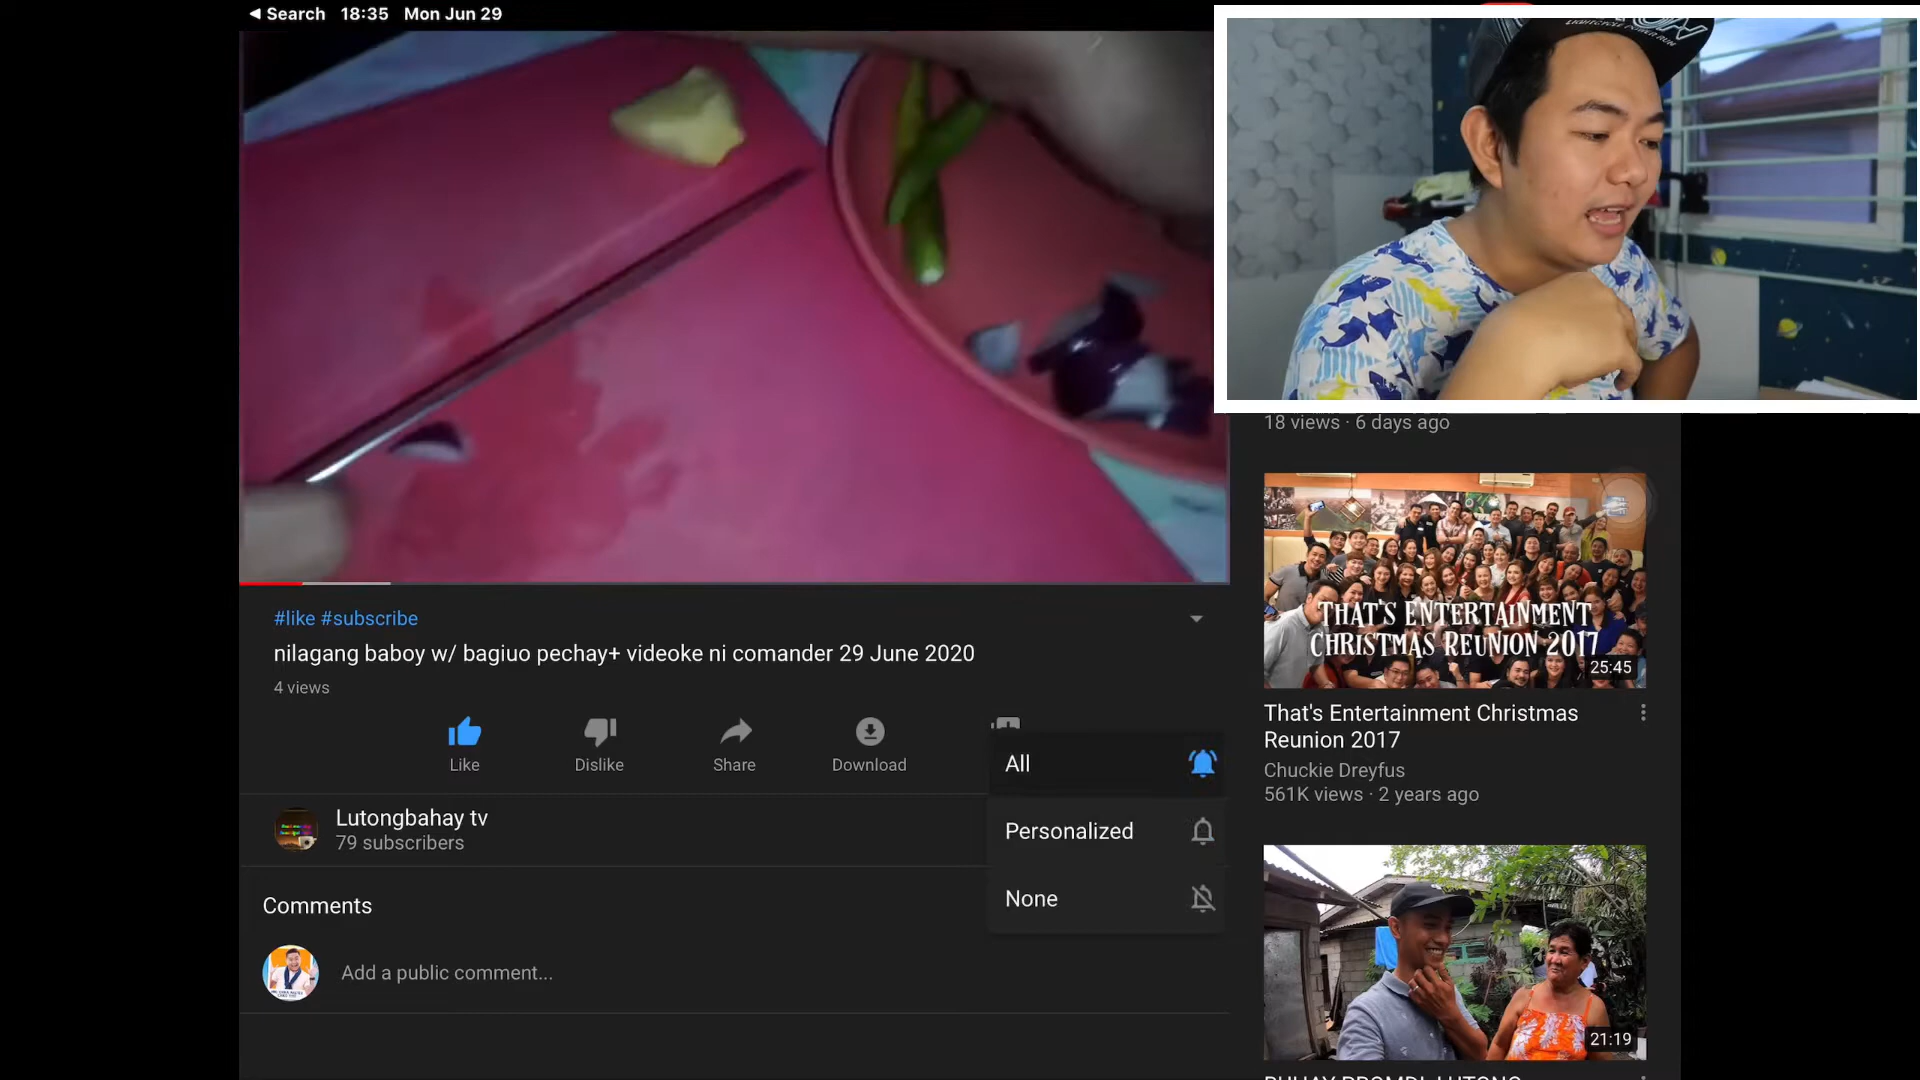 Search 18:35 Mon Jun 29
18 views · 6 days ago
THAT'S ENTERTAINMENT
CHRISTMAS REUNION 2017
25:45
#like #subscribe
nilagang baboy w/ bagiuo pechay+ videoke ni comander 29 June 2020
4 views
That's Entertainment Christmas
Reunion 2017
Chuckie Dreyfus
561K views · 2 years ago
Like
Dislike
Share
Download
All
Personalized
None
Lutongbahay tv
79 subscribers
Comments
Add a public comment...
21:19